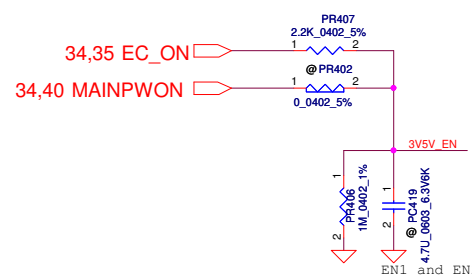 PR407
2.2K_0402_5%
34,35 EC_ON
1 2
@ PR402
34,40 MAINPWON
1 2
0_0402_5%
3V5V_EN
1
2
PR406
1M_0402_1%
1
2
@ PC419
4.7U_0603_6.3V6K
EN1 and EN